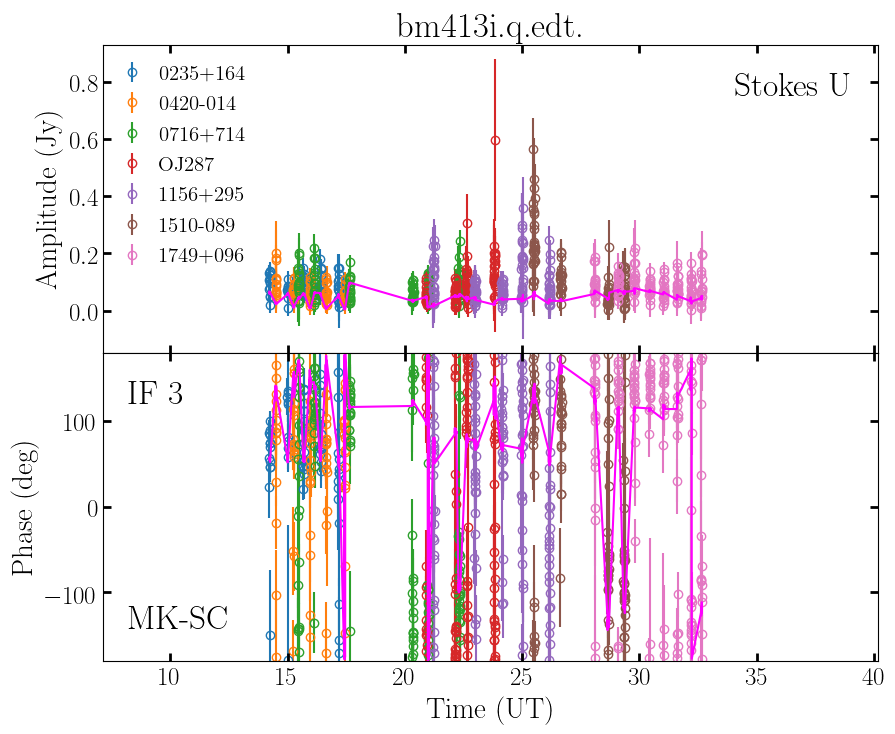 bm413i.q.edt.
Amplitude (Jy)
0.8
0.6
0.4
0.2
0.0
0235+164
0420-014
0716+714
OJ287
1156+295
1510-089
1749+096
Stokes U
Phase (deg)
100
0
−100
IF 3
MK-SC
10 15 20 25 30 35 40
Time (UT)